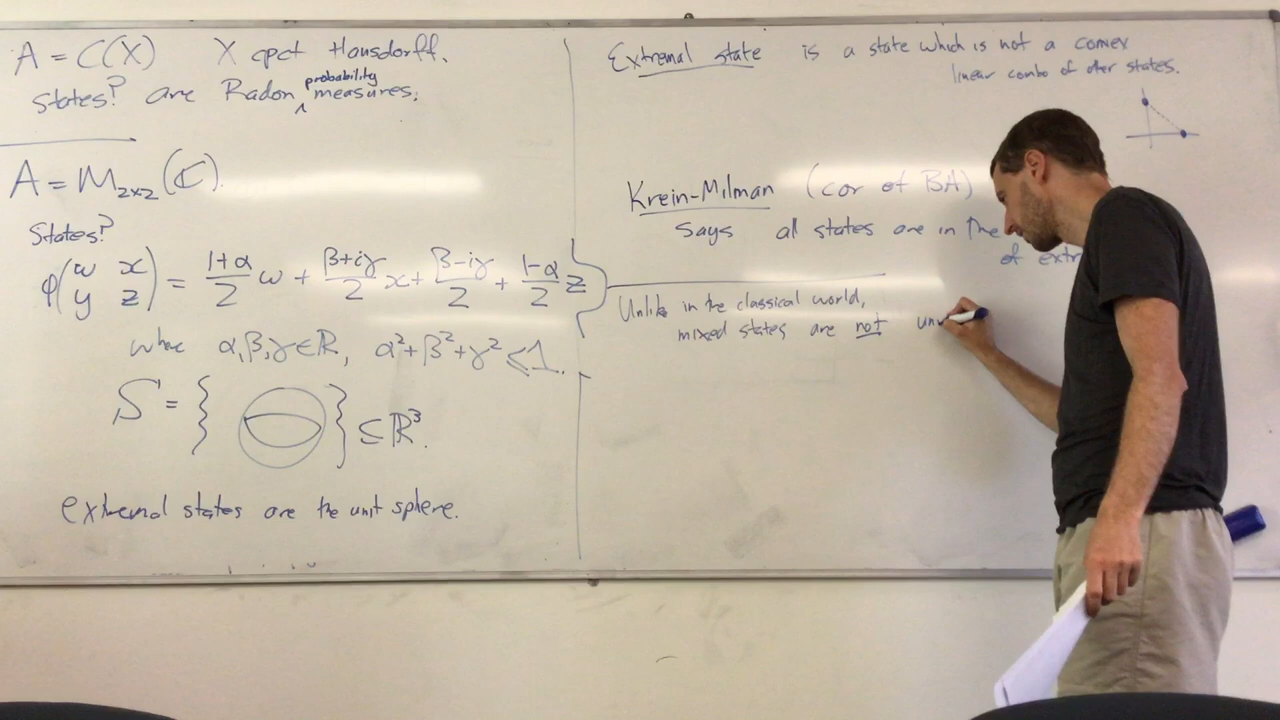 A = C(X) X cpct Hausdorff.
States? are Radon probability measures.
A = M₂ₓ₂(ℂ).
States?
φ(w x y z) = 1+α/2 w + β+iγ/2 x + β-iγ/2 + 1-α/2 z
where α, β, γ ∈ ℝ, α² + β² + γ² ≤ 1.
S = { } ⊆ ℝ³.
extremal states are the unit sphere.
Extremal state is a state which is not a convex
linear combo of other states.
Krein-Milman (cor of BA)
says all states are in the
of extr
Unlike in the classical world,
mixed states are not